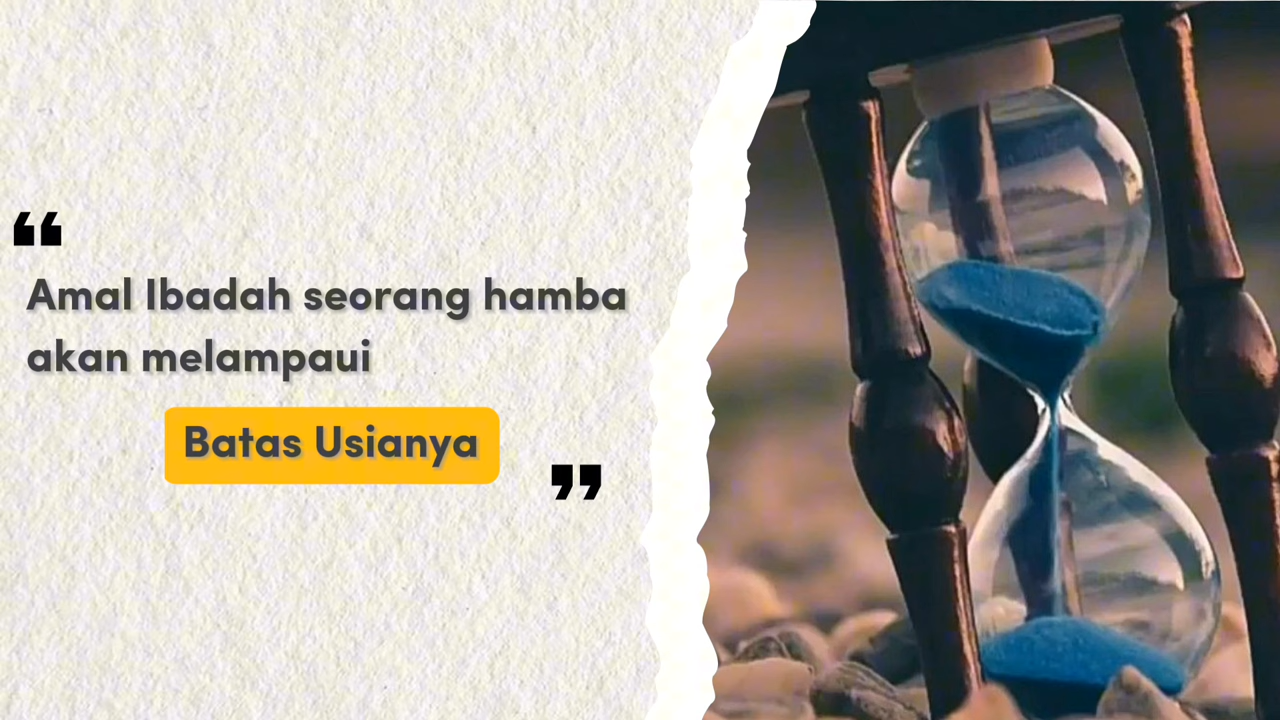 “
Amal Ibadah seorang hamba
akan melampaui
Batas Usianya
”